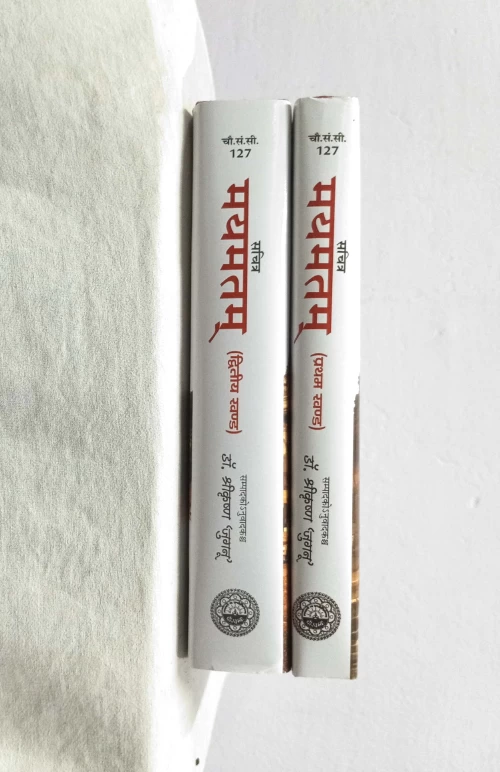 चौ.सं.सी.
127
सचित्र
मयमतम्
(द्वितीय खण्ड)
सम्पादकोऽनुवादकश्च
डॉ. श्रीकृष्ण 'जुगनू'
चौ.सं.सी.
127
सचित्र
मयमतम्
(प्रथम खण्ड)
सम्पादकोऽनुवादकश्च
डॉ. श्रीकृष्ण 'जुगनू'